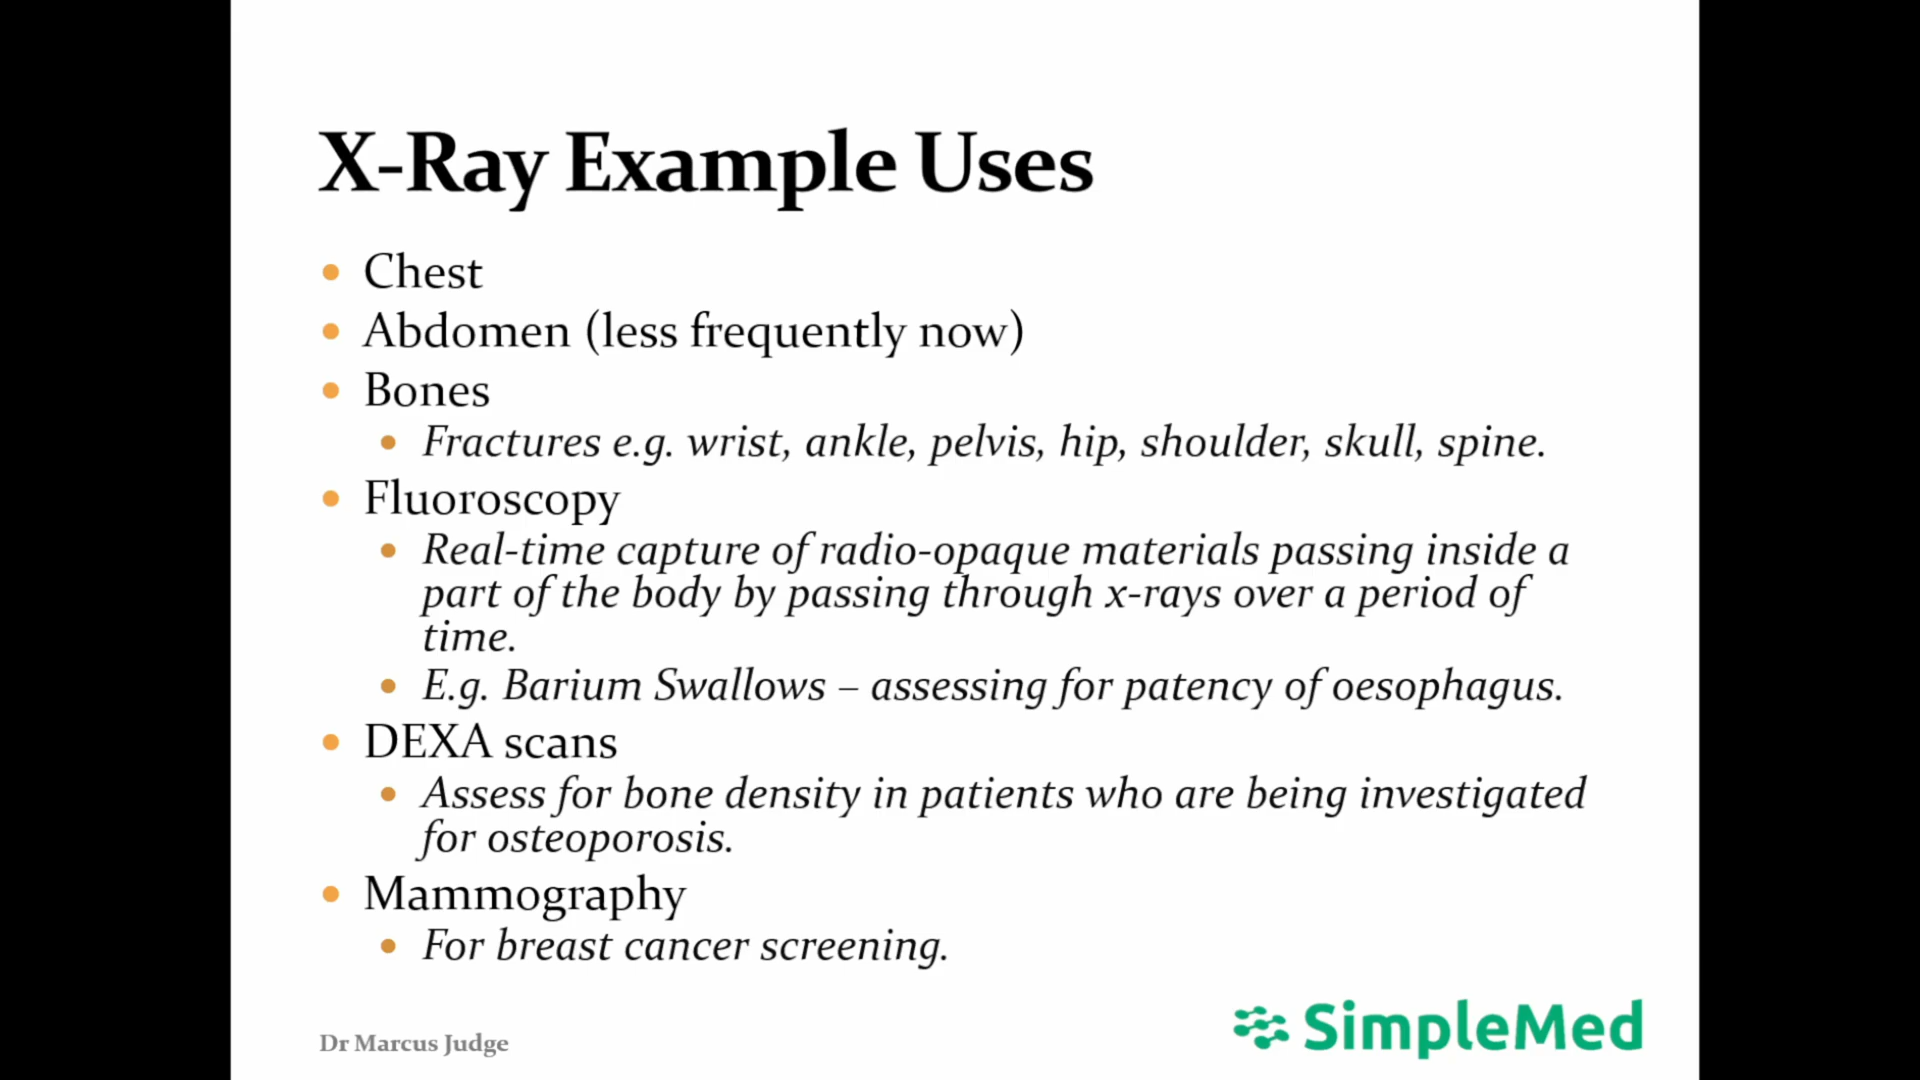 X-Ray Example Uses
• Chest
• Abdomen (less frequently now)
• Bones
• Fractures e.g. wrist, ankle, pelvis, hip, shoulder, skull, spine.
• Fluoroscopy
• Real-time capture of radio-opaque materials passing inside a
part of the body by passing through x-rays over a period of
time.
• E.g. Barium Swallows – assessing for patency of oesophagus.
• DEXA scans
• Assess for bone density in patients who are being investigated
for osteoporosis.
• Mammography
• For breast cancer screening.
Dr Marcus Judge
SimpleMed